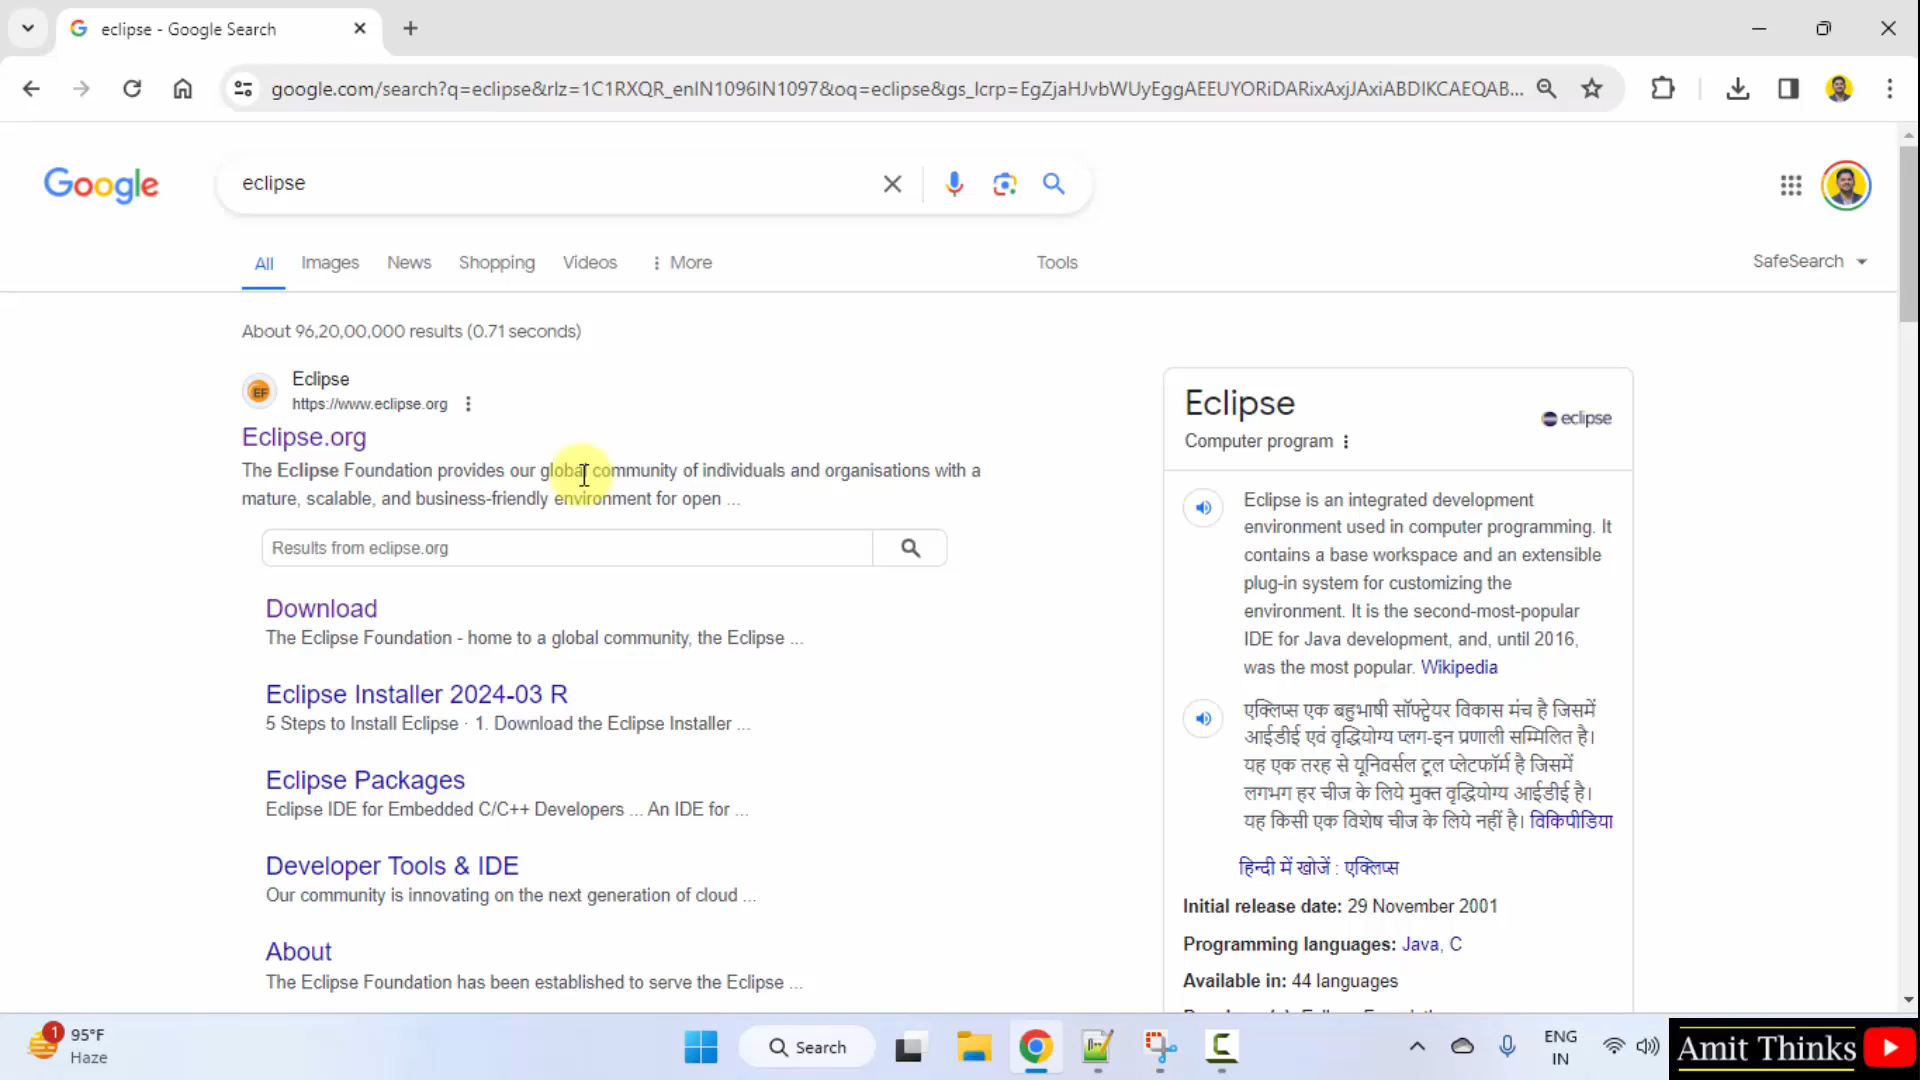 eclipse - Google Search
google.com/search?q=eclipse&rlz=1C1RXQR_enIN1096IN1097&oq=eclipse&gs_lcrp=EgZjaHJvbWUyEggAEEUYORiDARixAxjJAxiABDIKCAEQAB...
Google
eclipse
All Images News Shopping Videos More Tools SafeSearch
About 96,20,00,000 results (0.71 seconds)
EF
Eclipse
https://www.eclipse.org
Eclipse.org
The Eclipse Foundation provides our global community of individuals and organisations with a
mature, scalable, and business-friendly environment for open ...
Results from eclipse.org
Download
The Eclipse Foundation - home to a global community, the Eclipse ...
Eclipse Installer 2024-03 R
5 Steps to Install Eclipse · 1. Download the Eclipse Installer ...
Eclipse Packages
Eclipse IDE for Embedded C/C++ Developers ... An IDE for ...
Developer Tools & IDE
Our community is innovating on the next generation of cloud ...
About
The Eclipse Foundation has been established to serve the Eclipse ...
Eclipse
eclipse
Computer program
Eclipse is an integrated development
environment used in computer programming. It
contains a base workspace and an extensible
plug-in system for customizing the
environment. It is the second-most-popular
IDE for Java development, and, until 2016,
was the most popular. Wikipedia
एक्लिप्स एक बहुभाषी सॉफ्टवेयर विकास मंच है जिसमें
आईडीई एवं वृद्धियोग्य प्लग-इन प्रणाली सम्मिलित है।
यह एक तरह से यूनिवर्सल टूल प्लेटफॉर्म है जिसमें
लगभग हर चीज के लिये मुक्त वृद्धियोग्य आईडीई है।
यह किसी एक विशेष चीज के लिये नहीं है। विकिपीडिया
हिन्दी में खोजें : एक्लिप्स
Initial release date: 29 November 2001
Programming languages: Java, C
Available in: 44 languages
1
95°F
Haze
Search
ENG
IN
Amit Thinks